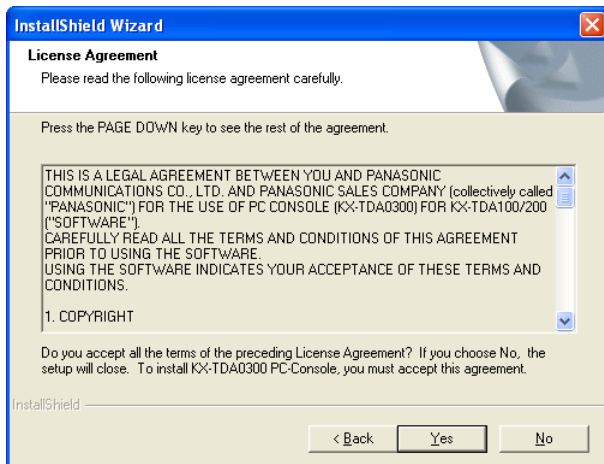 InstallShield Wizard
License Agreement
Please read the following license agreement carefully.
Press the PAGE DOWN key to see the rest of the agreement.
THIS IS A LEGAL AGREEMENT BETWEEN YOU AND PANASONIC
COMMUNICATIONS CO., LTD. AND PANASONIC SALES COMPANY (collectively called
"PANASONIC") FOR THE USE OF PC CONSOLE (KX-TDA0300) FOR KX-TDA100/200
("SOFTWARE").
CAREFULLY READ ALL THE TERMS AND CONDITIONS OF THIS AGREEMENT
PRIOR TO USING THE SOFTWARE.
USING THE SOFTWARE INDICATES YOUR ACCEPTANCE OF THESE TERMS AND
CONDITIONS.
1. COPYRIGHT
Do you accept all the terms of the preceding License Agreement? If you choose No, the
setup will close. To install KX-TDA0300 PC-Console, you must accept this agreement.
InstallShield
< Back
Yes
No